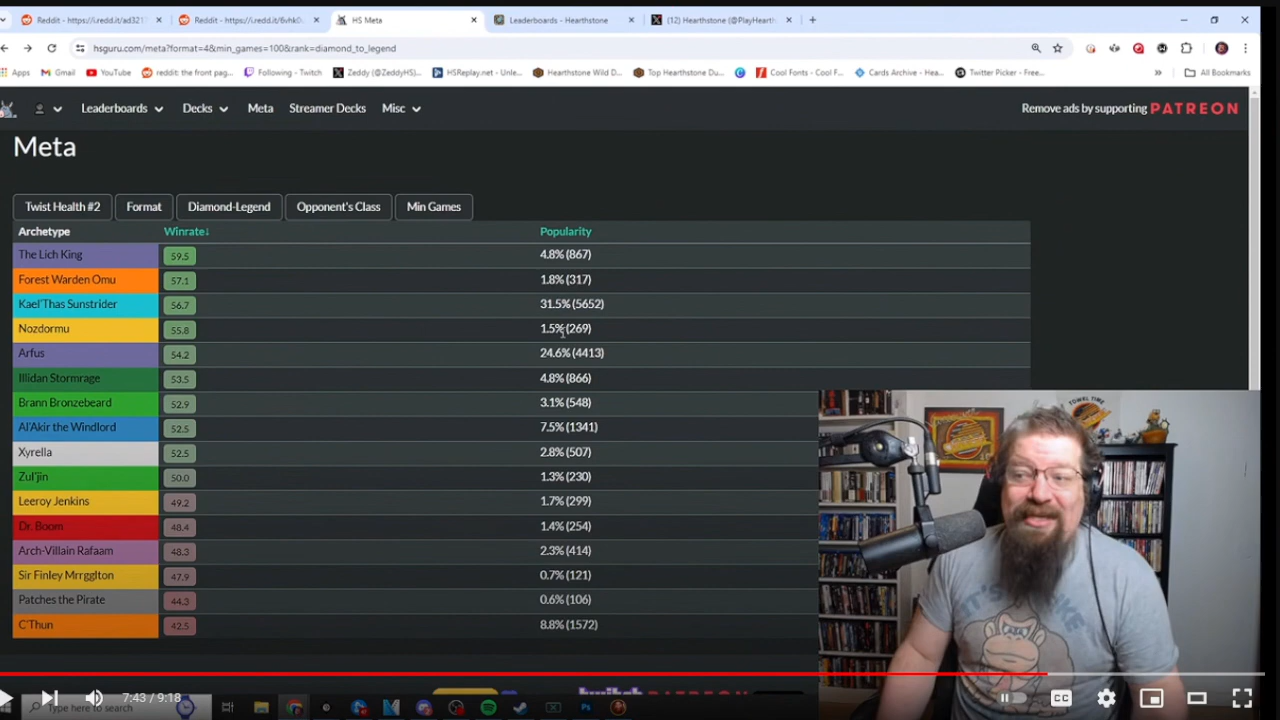 Reddit - https://i.redd.it/ad321
Reddit - https://i.redd.it/6vhk0
HS Meta
Leaderboards - Hearthstone
(12) Hearthstone (@PlayHearth
hsguru.com/meta?format=4&min_games=100&rank=diamond_to_legend
Apps
Gmail
YouTube
reddit: the front pag...
Following - Twitch
Zeddy (@ZeddyHS)...
HSReplay.net - Unle...
Hearthstone Wild D...
Top Hearthstone Du...
Cool Fonts - Cool F...
Cards Archive - Hea...
Twitter Picker - Free...
All Bookmarks
Leaderboards
Decks
Meta
Streamer Decks
Misc
Remove ads by supporting PATREON
Meta
Twist Health #2
Format
Diamond-Legend
Opponent's Class
Min Games
Archetype Winrate↓ Popularity
The Lich King 59.5 4.8% (867)
Forest Warden Omu 57.1 1.8% (317)
Kael'Thas Sunstrider 56.7 31.5% (5652)
Nozdormu 55.8 1.5% (269)
Arfus 54.2 24.6% (4413)
Illidan Stormrage 53.5 4.8% (866)
Brann Bronzebeard 52.9 3.1% (548)
Al'Akir the Windlord 52.5 7.5% (1341)
Xyrella 52.5 2.8% (507)
Zul'jin 50.0 1.3% (230)
Leeroy Jenkins 49.2 1.7% (299)
Dr. Boom 48.4 1.4% (254)
Arch-Villain Rafaam 48.3 2.3% (414)
Sir Finley Mrrgglton 47.9 0.7% (121)
Patches the Pirate 44.3 0.6% (106)
C'Thun 42.5 8.8% (1572)
TOWEL TIME
7:43 / 9:18
CC
Type here to search